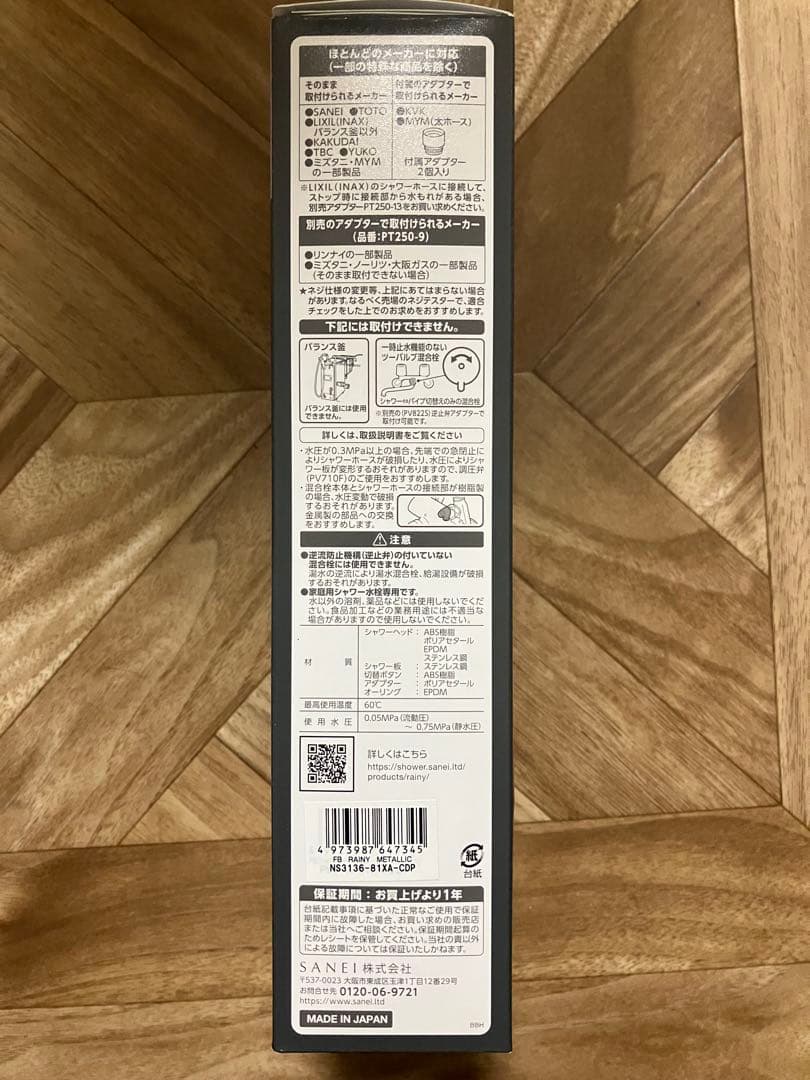 ほとんどのメーカーに対応
(一部の特殊な商品を除く)
そのまま
取付けられるメーカー
●SANEI ●TOTO
●LIXIL(INAX)
バランス釜以外
●KAKUDAI
●TBC ●YUKO
●ミズタニ・MYM
の一部製品
付属のアダプターで
取付けられるメーカー
●KVK
●MYM(太ホース)
付属アダプター
2個入り
※LIXIL(INAX)のシャワーホースに接続して、
ストップ時に接続部から水もれがある場合、
別売アダプターPT250-13をお買い求めください。
別売のアダプターで取付けられるメーカー
(品番:PT250-9)
●リンナイの一部製品
●ミズタニ・ノーリツ・大阪ガスの一部製品
(そのまま取付できない場合)
★ネジ仕様の変更等、上記にあてはまらない場合
があります。なるべく売場のネジテスターで、適合
チェックをした上でのお求めをおすすめします。
下記には取付けできません。
バランス釜
バランス釜には使用
できません。
一時止水機能のない
ツーバルブ混合栓
シャワー⇔パイプ切替えのみの混合栓
※別売の(PV822S)逆止弁アダプターで
取付け可能です。
詳しくは、取扱説明書をご覧ください
・水圧が0.3MPa以上の場合、先端での急閉止に
よりシャワーホースが破損したり、水圧によりシャ
ワー板が変形するおそれがありますので、調圧弁
(PV710F)のご使用をおすすめします。
・混合栓本体とシャワーホースの接続部が樹脂製
の場合、水圧変動で破損
するおそれがあります。
金属製の部品への交換
をおすすめします。
⚠注意
●逆流防止機構(逆止弁)の付いていない
混合栓には使用できません。
湯水の逆流により湯水混合栓、給湯設備が破損
するおそれがあります。
●家庭用シャワー水栓専用です。
水以外の溶剤、薬品などには使用しないでくだ
さい。食品加工などの業務用途には不適当な
場合がありますので使用しないでください。
材質
シャワーヘッド:ABS樹脂
ポリアセタール
EPDM
ステンレス鋼
シャワー板:ステンレス鋼
切替ボタン:ABS樹脂
アダプター:ポリアセタール
オーリング:EPDM
最高使用温度 60℃
使用水圧 0.05MPa(流動圧)
～0.75MPa(静水圧)
詳しくはこちら
https://shower.sanei.ltd/
products/rainy/
4 973987 647345
FB RAINY METALLIC
NS3136-81XA-CDP
紙
台紙
保証期間:お買上げより1年
台紙記載事項に基づいた正常なご使用で保証
期間内に故障した場合、お買い求めの販売店
または当社へご相談ください。保証期間起算の
ためレシートを保管してください。当社の責以外
による故障については保証いたしかねます。
SANEI株式会社
〒537-0023 大阪市東成区玉津1丁目12番29号
お問合せ先 0120-06-9721
https://www.sanei.ltd
MADE IN JAPAN
BBH